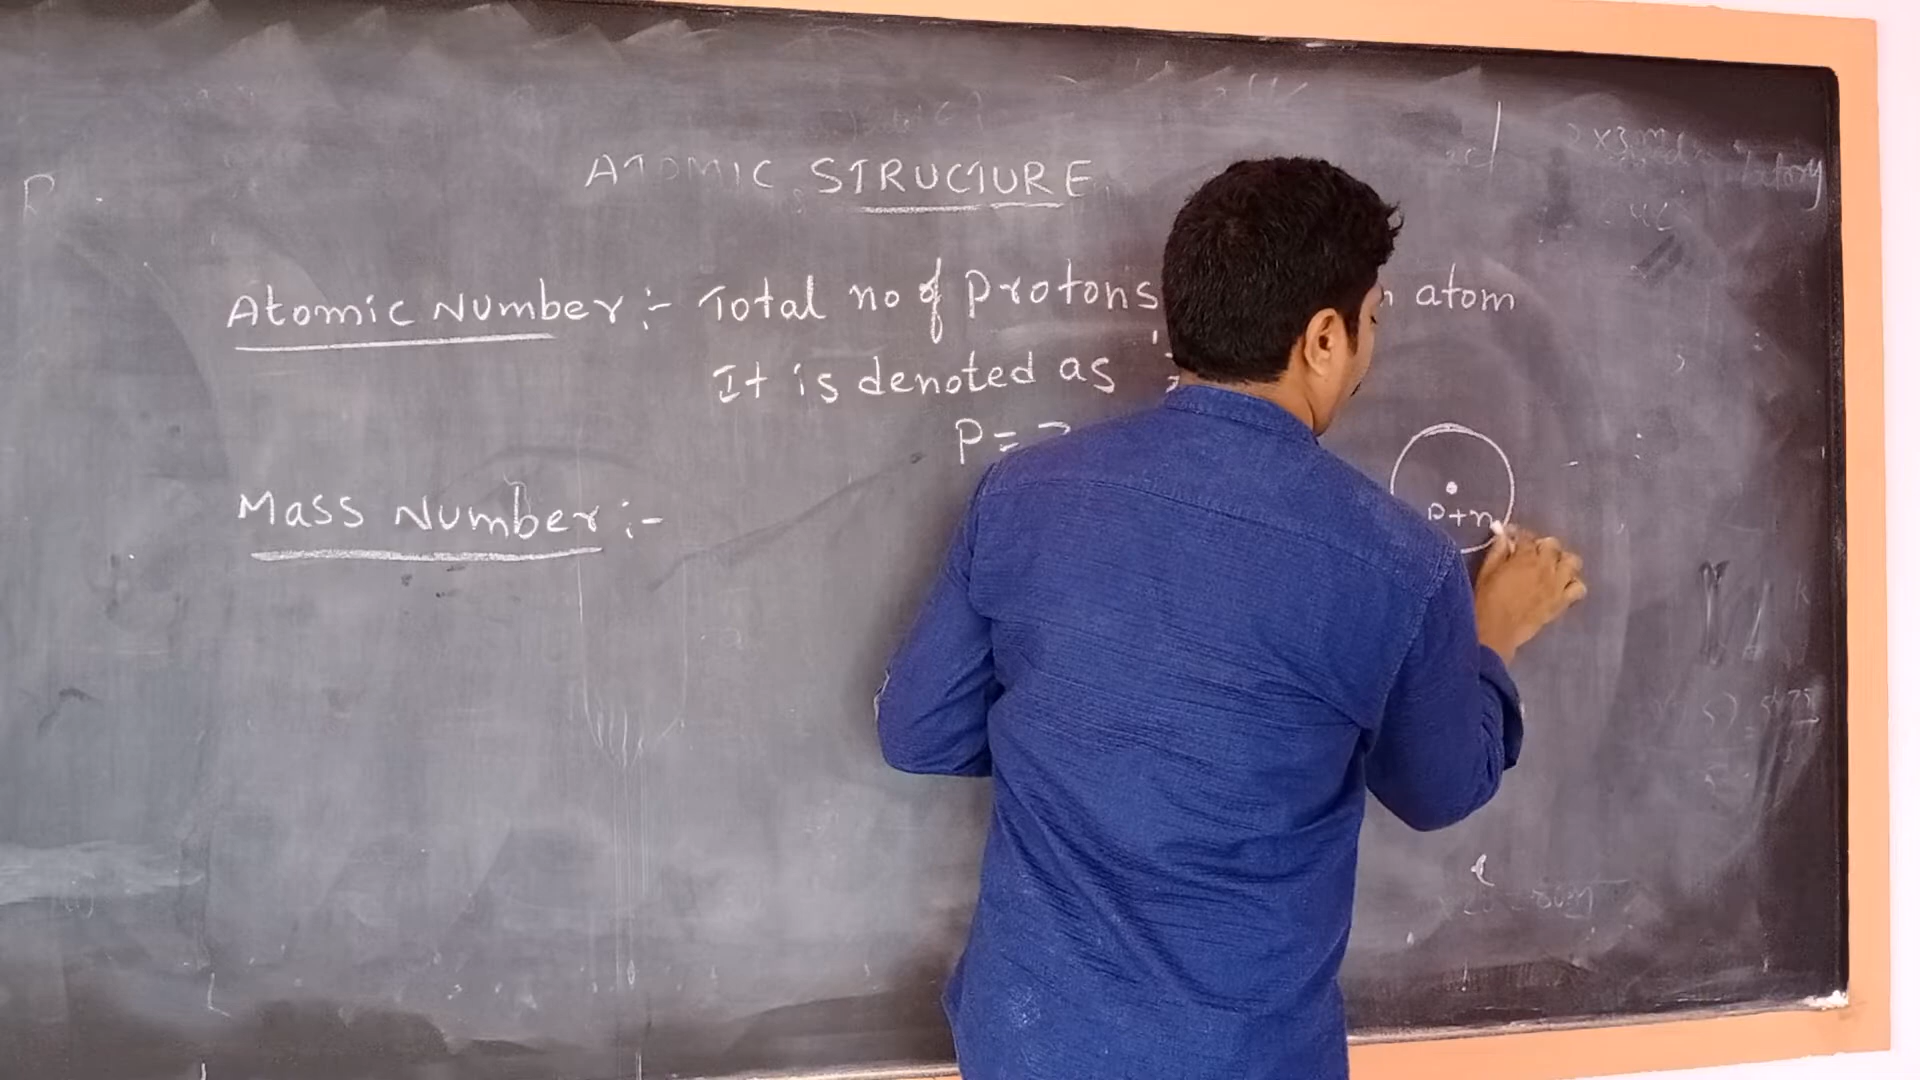 ATOMIC STRUCTURE
Atomic Number :- Total no of Protons atom
It is denoted as
P=Z
Mass Number :-
P+n